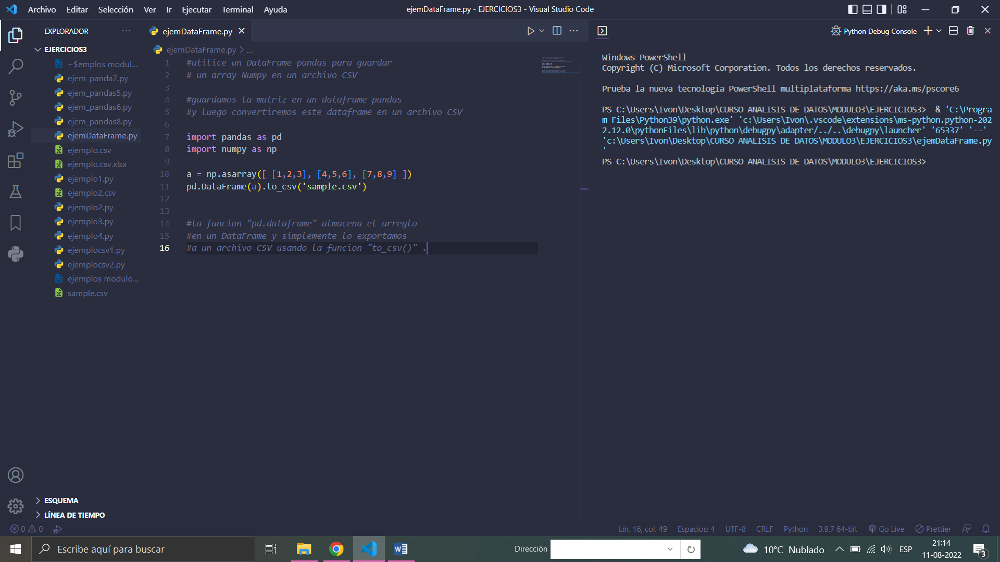 Archivo Editar Selección Ver Ir Ejecutar Terminal Ayuda
ejemDataFrame.py - EJERCICIOS3 - Visual Studio Code
EXPLORADOR
EJERCICIOS3
~$emplos modul...
ejem_panda7.py
ejem_pandas5.py
ejem_pandas6.py
ejem_pandas8.py
ejemDataFrame.py
ejemplo.csv
ejemplo.csv.xlsx
ejemplo1.py
ejemplo2.csv
ejemplo2.py
ejemplo3.py
ejemplo4.py
ejemplocsv1.py
ejemplocsv2.py
ejemplos modulo...
sample.csv
ESQUEMA
LÍNEA DE TIEMPO
ejemDataFrame.py
ejemDataFrame.py > ...
1 #utilice un DataFrame pandas para guardar
2 # un array Numpy en un archivo CSV
3
4 #guardamos la matriz en un dataframe pandas
5 #y luego convertiremos este dataframe en un archivo CSV
6
7 import pandas as pd
8 import numpy as np
9
10 a = np.asarray([ [1,2,3], [4,5,6], [7,8,9] ])
11 pd.DataFrame(a).to_csv('sample.csv')
12
13
14 #la funcion "pd.dataframe" almacena el arreglo
15 #en un DataFrame y simplemente lo exportamos
16 #a un archivo CSV usando la funcion "to_csv()" .
Python Debug Console
Windows PowerShell
Copyright (C) Microsoft Corporation. Todos los derechos reservados.
Prueba la nueva tecnología PowerShell multiplataforma https://aka.ms/pscore6
PS C:\Users\Ivon\Desktop\CURSO ANALISIS DE DATOS\MODULO3\EJERCICIOS3>  & 'C:\Progra
m Files\Python39\python.exe' 'c:\Users\Ivon\.vscode\extensions\ms-python.python-202
2.12.0\pythonFiles\lib\python\debugpy\adapter/../..\debugpy\launcher' '65337' '--'
'c:\Users\Ivon\Desktop\CURSO ANALISIS DE DATOS\MODULO3\EJERCICIOS3\ejemDataFrame.py
'
PS C:\Users\Ivon\Desktop\CURSO ANALISIS DE DATOS\MODULO3\EJERCICIOS3>
0 0
Lín. 16, col. 49 Espacios: 4 UTF-8 CRLF Python 3.9.7 64-bit Go Live Prettier
Escribe aquí para buscar
Dirección
10°C Nublado
ESP
21:14
11-08-2022
3